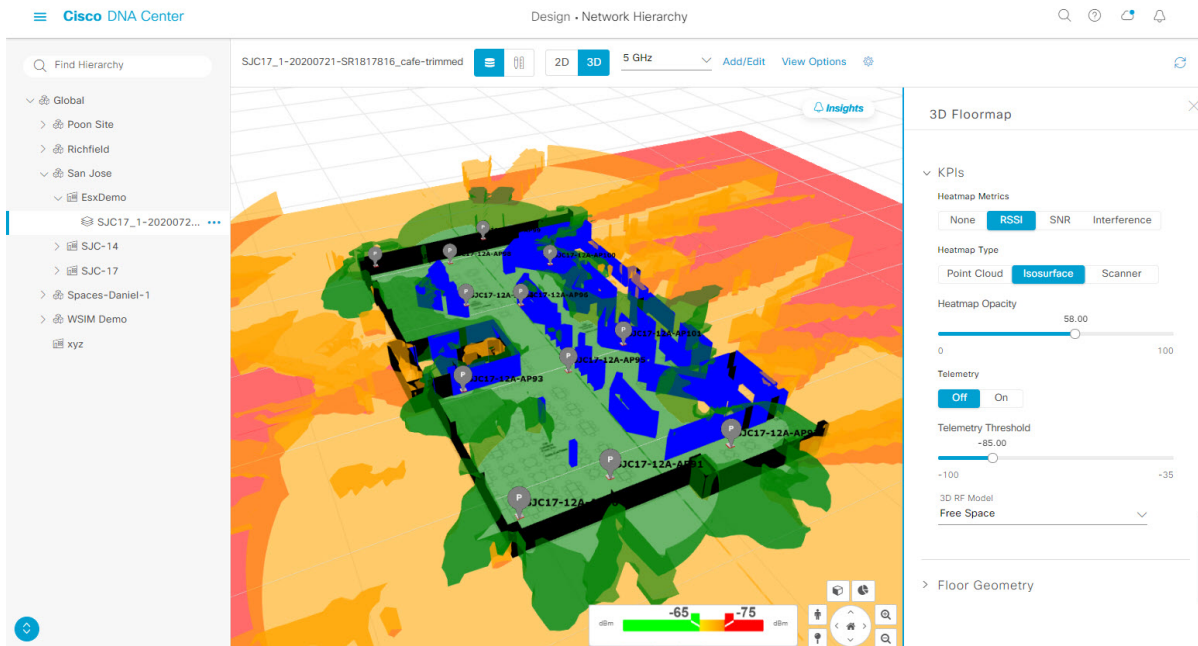 Cisco DNA Center
Design • Network Hierarchy
Find Hierarchy
Global
Poon Site
Richfield
San Jose
EsxDemo
SJC17_1-2020072...
SJC-14
SJC-17
Spaces-Daniel-1
WSIM Demo
xyz
SJC17_1-20200721-SR1817816_cafe-trimmed
2D
3D
5 GHz
Add/Edit
View Options
Insights
P
P
P
P
P
P
P
P
P
P
P
P
SJC17-12A-AP93
JC17-12A-AP101
-65
-75
dBm
dBm
3D Floormap
KPIs
Heatmap Metrics
None
RSSI
SNR
Interference
Heatmap Type
Point Cloud
Isosurface
Scanner
Heatmap Opacity
58.00
0
100
Telemetry
Off
On
Telemetry Threshold
-85.00
-100
-35
3D RF Model
Free Space
Floor Geometry